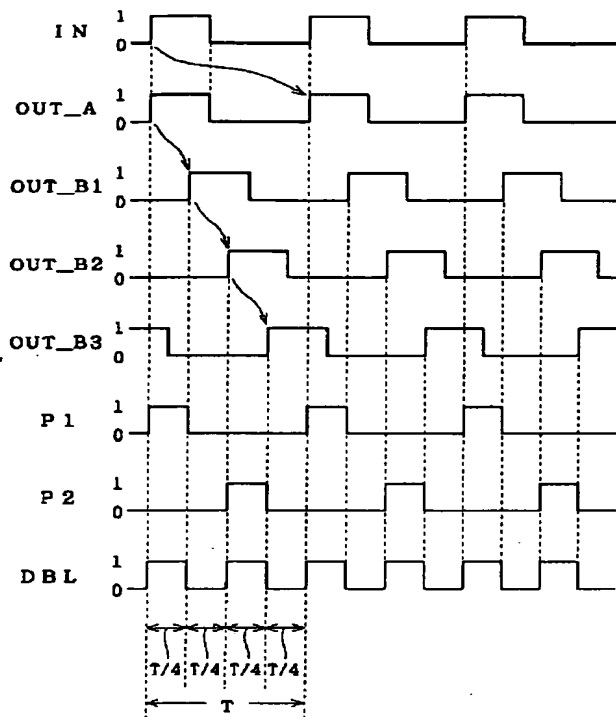 IN 1 0
OUT_A 1 0
OUT_B1 1 0
OUT_B2 1 0
OUT_B3 1 0
P1 1 0
P2 1 0
DBL 1 0
T/4 T/4 T/4 T/4
T